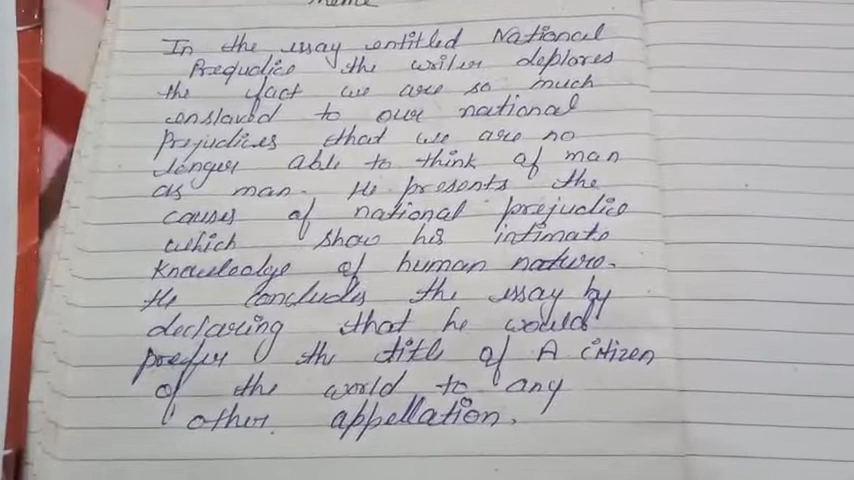 Theme
In the essay entitled National
Prequdice the writer deplores
the fact we are so much
enslaved to our national
Prejudices that we are no
longer able to think of man
as man. He presents the
causes of national prejudice
which show his intimate
knowledge of human nature.
He concludes the essay by
declaring that he would
prefer the title of A citizen
of the world to any
other appellation.